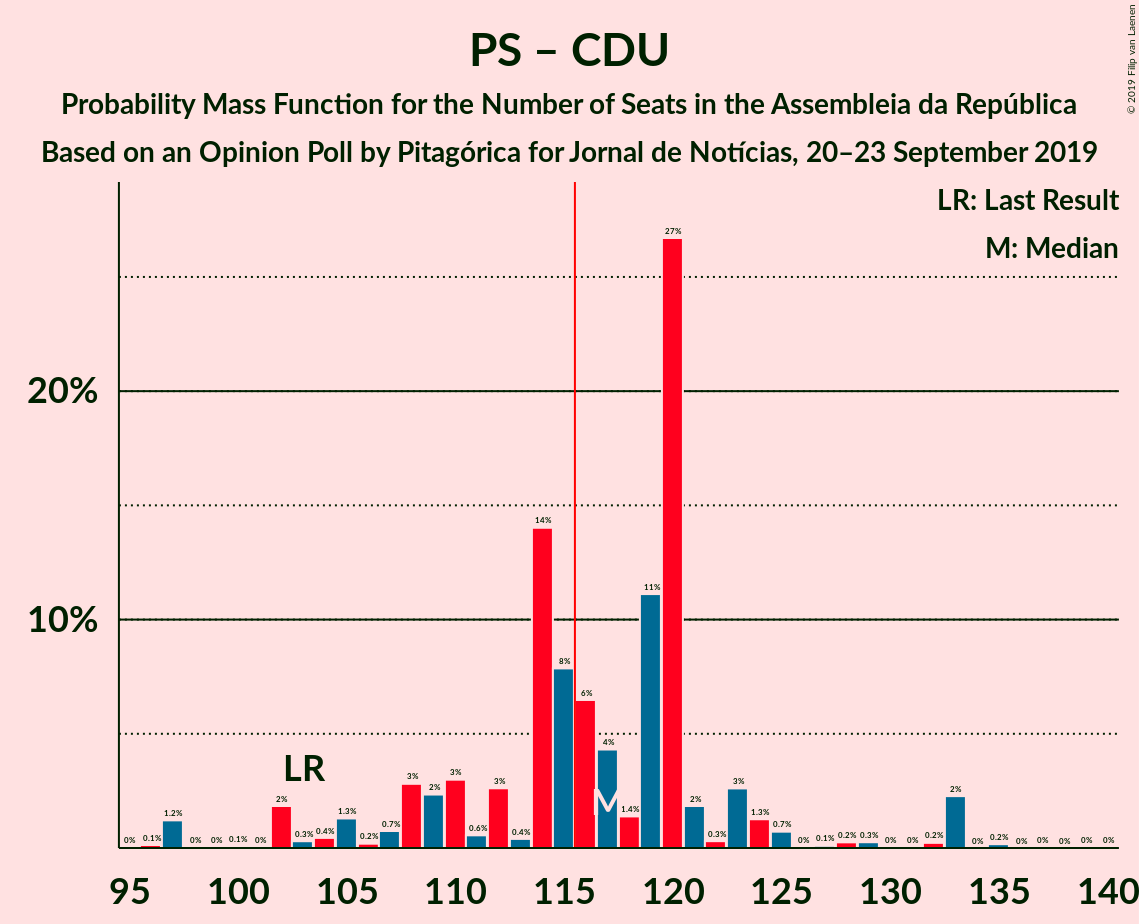 © 2019 Filip van Laenen
PS – CDU
Probability Mass Function for the Number of Seats in the Assembleia da República
Based on an Opinion Poll by Pitagórica for Jornal de Notícias, 20–23 September 2019
LR: Last Result
M: Median
20%
10%
0% 0.1% 1.2% 0% 0% 0.1% 0% 2% 0.3% 0.4% 1.3% 0.2% 0.7% 3% 2% 3% 0.6% 3% 0.4% 14% 8% 6% 4% 1.4% 11% 27% 2% 0.3% 3% 1.3% 0.7% 0% 0.1% 0.2% 0.3% 0% 0% 0.2% 2% 0% 0.2% 0% 0% 0% 0% 0%
LR
M
95 100 105 110 115 120 125 130 135 140